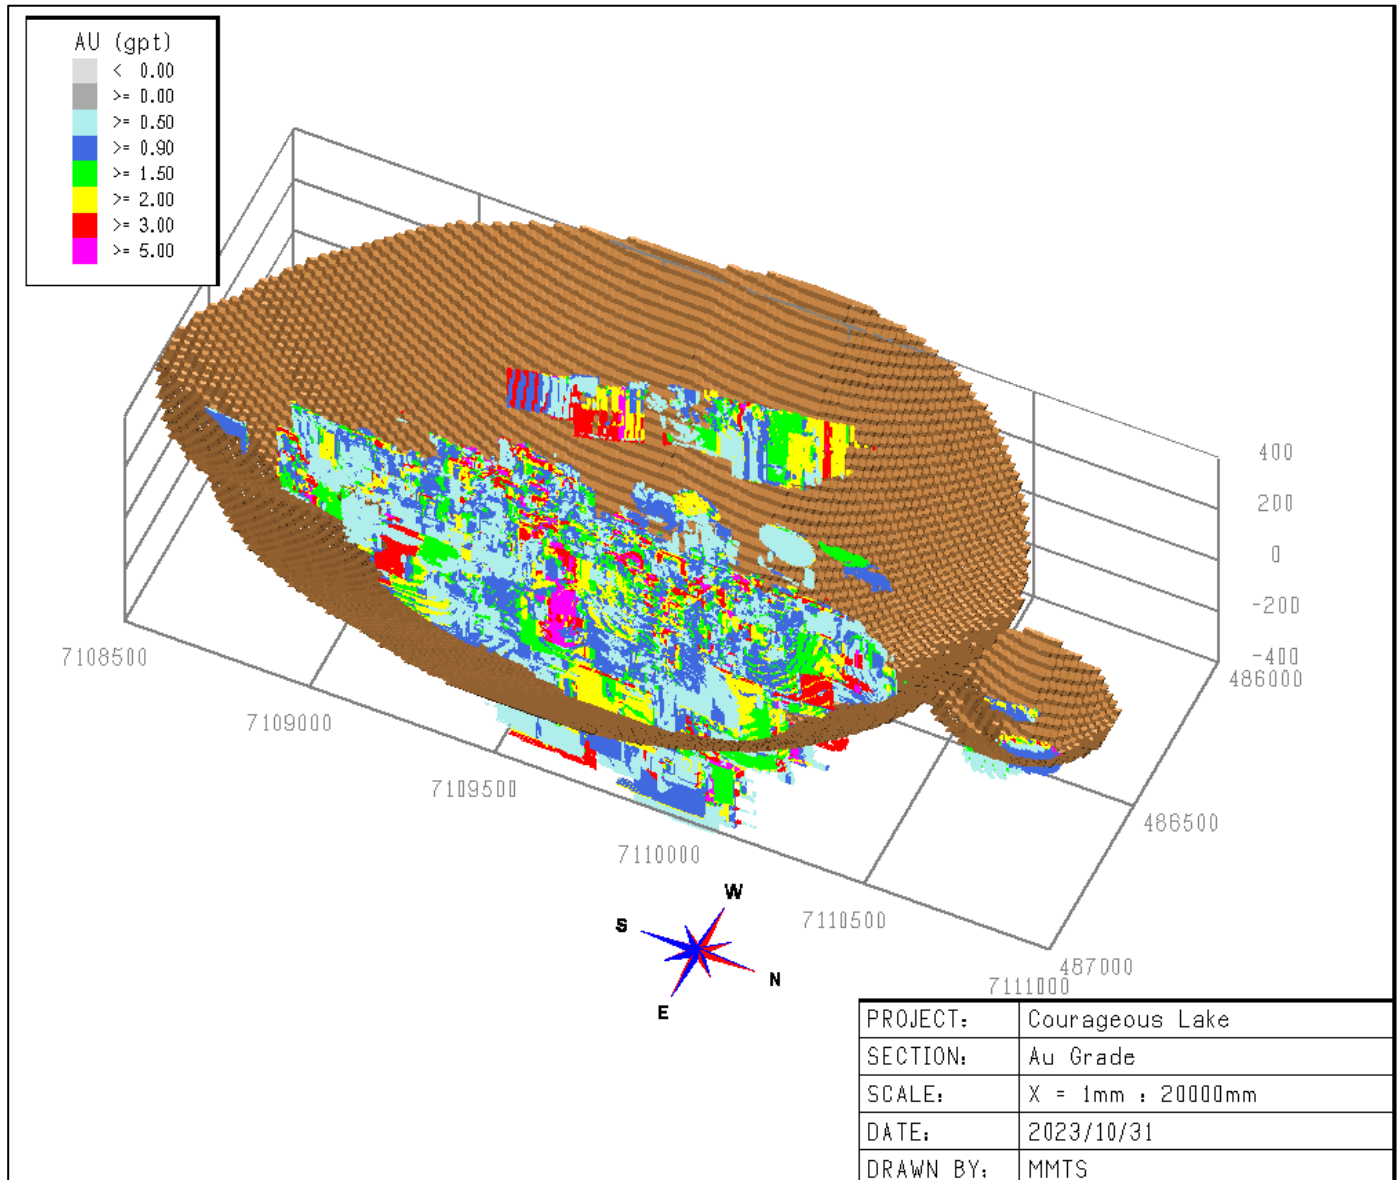 AU (gpt)
< 0.00
>= 0.00
>= 0.50
>= 0.90
>= 1.50
>= 2.00
>= 3.00
>= 5.00
400
200
0
-200
-400
486000
7108500
7109000
7109500
7110000
7110500
7111000
486500
487000
W
S
N
E
PROJECT: Courageous Lake
SECTION: Au Grade
SCALE: X = 1mm : 20000mm
DATE: 2023/10/31
DRAWN BY: MMTS